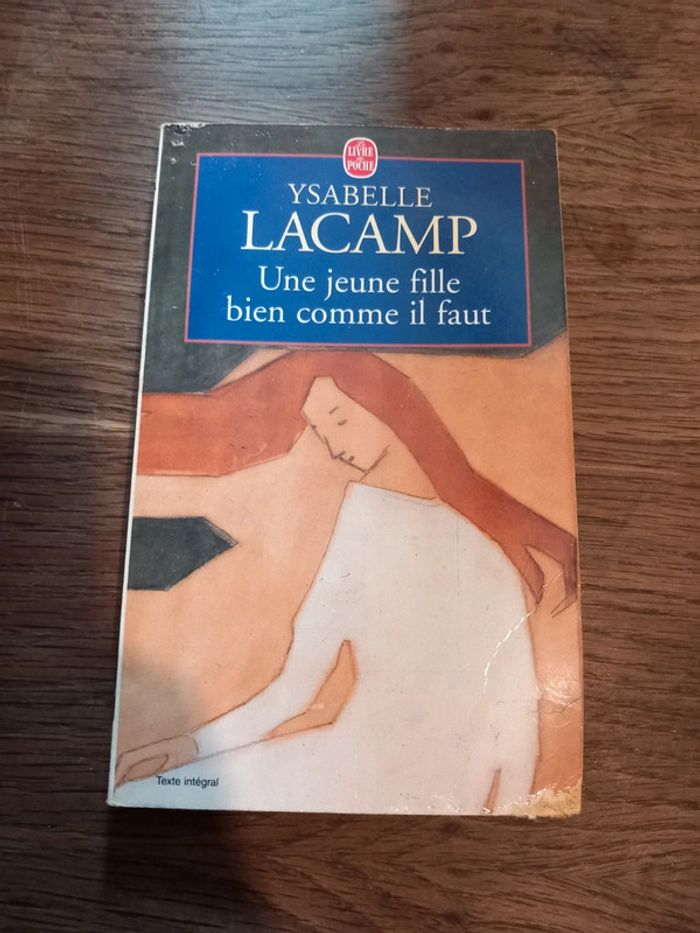 Le
LIVRE
de
POCHE
YSABELLE
LACAMP
Une jeune fille
bien comme il faut
Texte intégral